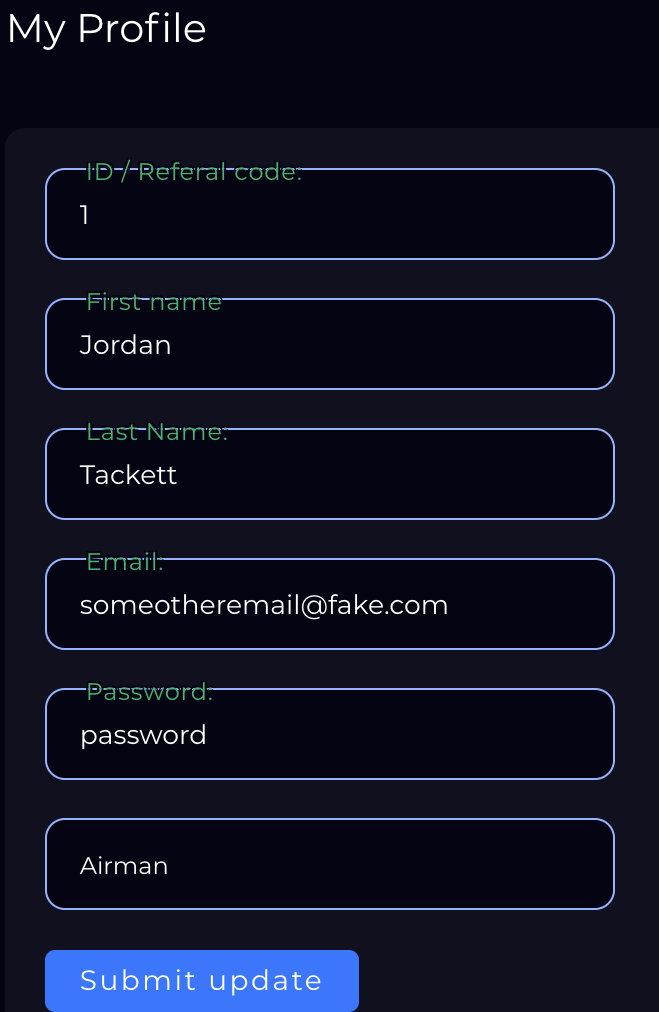 My Profile
ID / Referal code:
1
First name
Jordan
Last Name:
Tackett
Email:
someotheremail@fake.com
Password:
password
Airman
Submit update